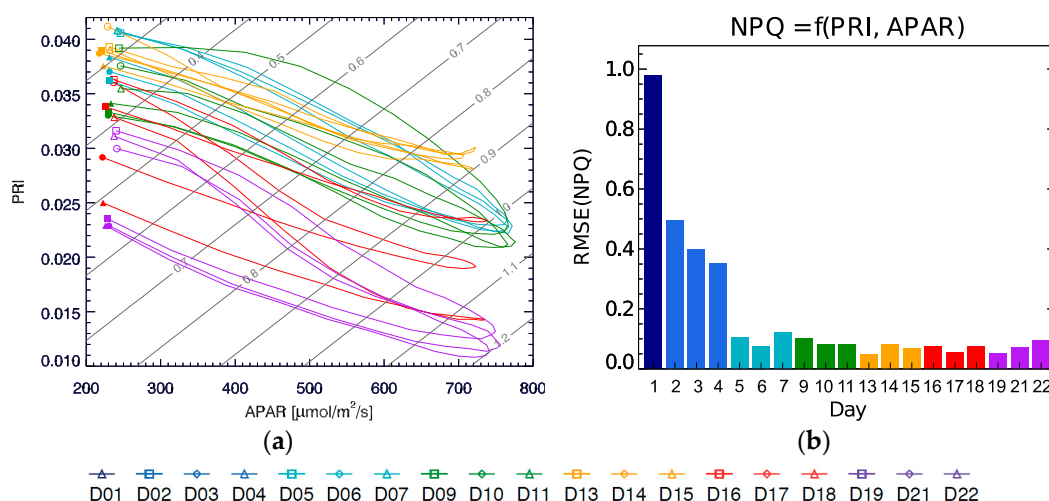 NPQ =f(PRI, APAR)
0.040
0.035
0.030
0.025
0.020
0.015
0.010
PRI
0.4
0.5
0.6
0.7
0.8
0.9
1.0
1.1
1.2
0.7
0.8
200 300 400 500 600 700 800
APAR [µmol/m²/s]
(a)
1.0
0.8
0.6
0.4
0.2
0.0
RMSE(NPQ)
1 2 3 4 5 6 7 9 10 11 13 14 15 16 17 18 19 21 22
Day
(b)
D01 D02 D03 D04 D05 D06 D07 D09 D10 D11 D13 D14 D15 D16 D17 D18 D19 D21 D22